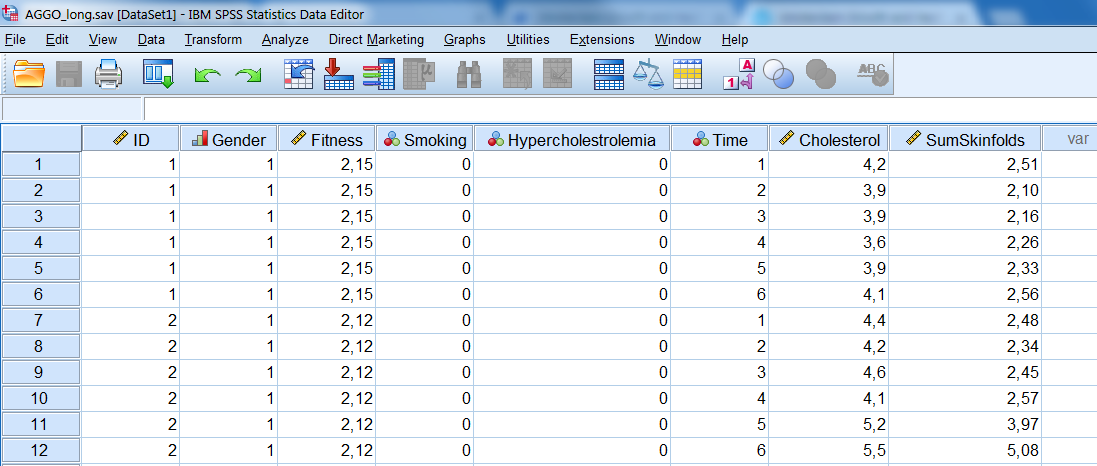 AGGO_long.sav [DataSet1] - IBM SPSS Statistics Data Editor
File Edit View Data Transform Analyze Direct Marketing Graphs Utilities Extensions Window Help
A
1
ABC
ID Gender Fitness Smoking Hypercholestrolemia Time Cholesterol SumSkinfolds var
1 1 1 2,15 0 0 1 4,2 2,51
2 1 1 2,15 0 0 2 3,9 2,10
3 1 1 2,15 0 0 3 3,9 2,16
4 1 1 2,15 0 0 4 3,6 2,26
5 1 1 2,15 0 0 5 3,9 2,33
6 1 1 2,15 0 0 6 4,1 2,56
7 2 1 2,12 0 0 1 4,4 2,48
8 2 1 2,12 0 0 2 4,2 2,34
9 2 1 2,12 0 0 3 4,6 2,45
10 2 1 2,12 0 0 4 4,1 2,57
11 2 1 2,12 0 0 5 5,2 3,97
12 2 1 2,12 0 0 6 5,5 5,08